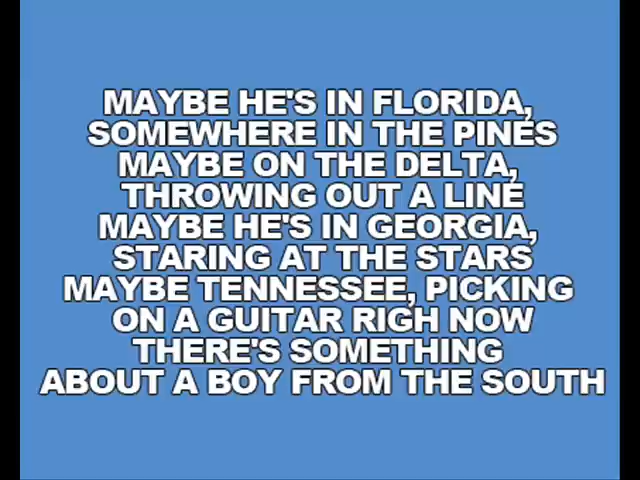 MAYBE HE'S IN FLORIDA,
SOMEWHERE IN THE PINES
MAYBE ON THE DELTA,
THROWING OUT A LINE
MAYBE HE'S IN GEORGIA,
STARING AT THE STARS
MAYBE TENNESSEE, PICKING
ON A GUITAR RIGH NOW
THERE'S SOMETHING
ABOUT A BOY FROM THE SOUTH